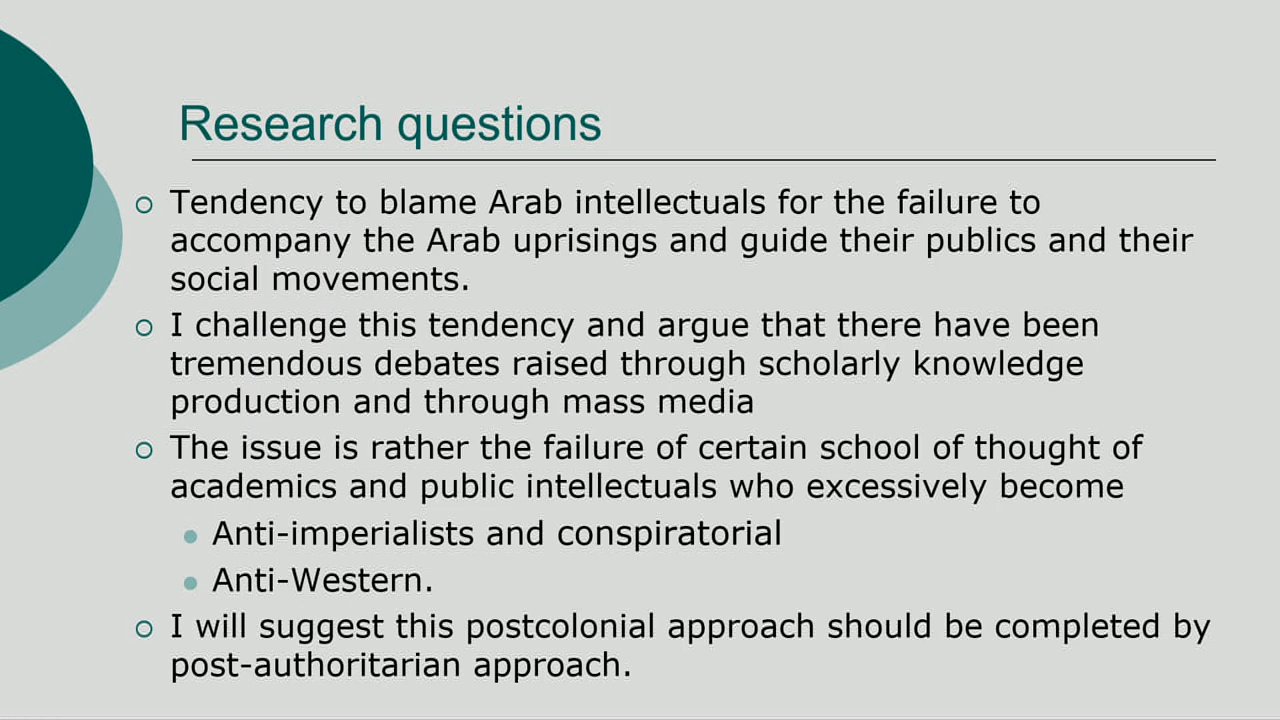 Research questions
Tendency to blame Arab intellectuals for the failure to
accompany the Arab uprisings and guide their publics and their
social movements.
I challenge this tendency and argue that there have been
tremendous debates raised through scholarly knowledge
production and through mass media
The issue is rather the failure of certain school of thought of
academics and public intellectuals who excessively become
Anti-imperialists and conspiratorial
Anti-Western.
I will suggest this postcolonial approach should be completed by
post-authoritarian approach.